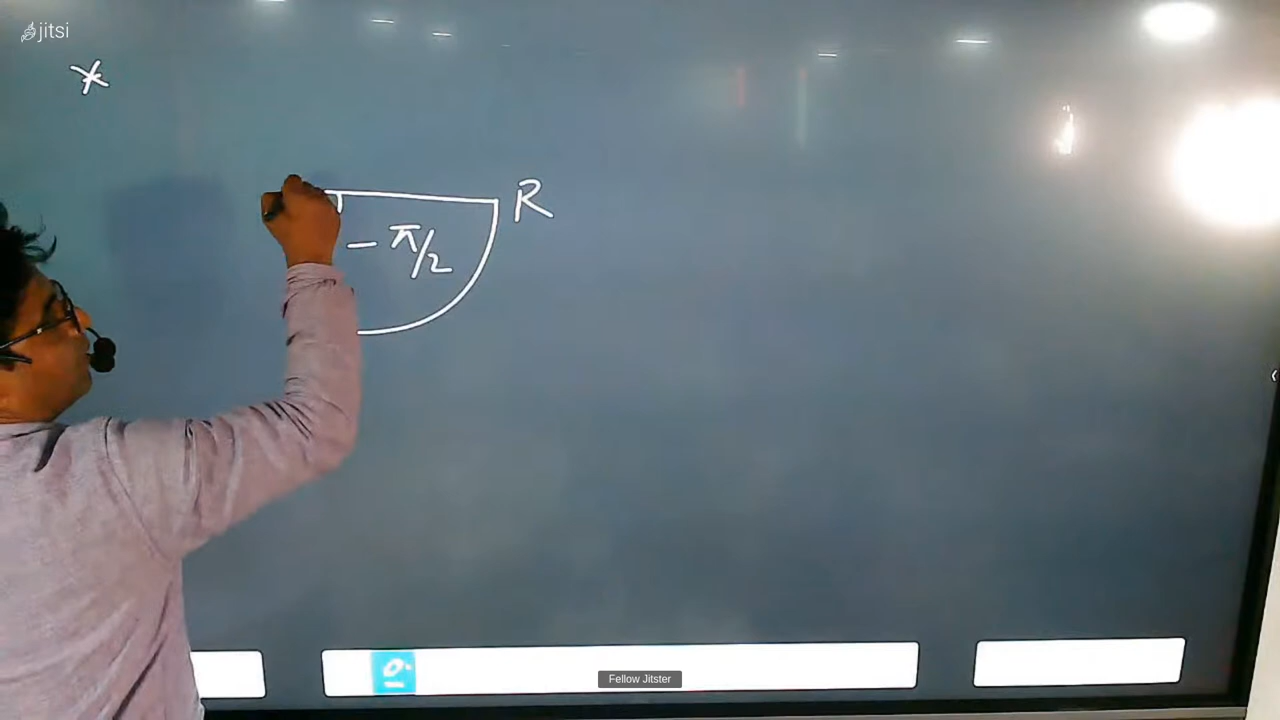 jitsi
*
R
- π/2
Fellow Jitster